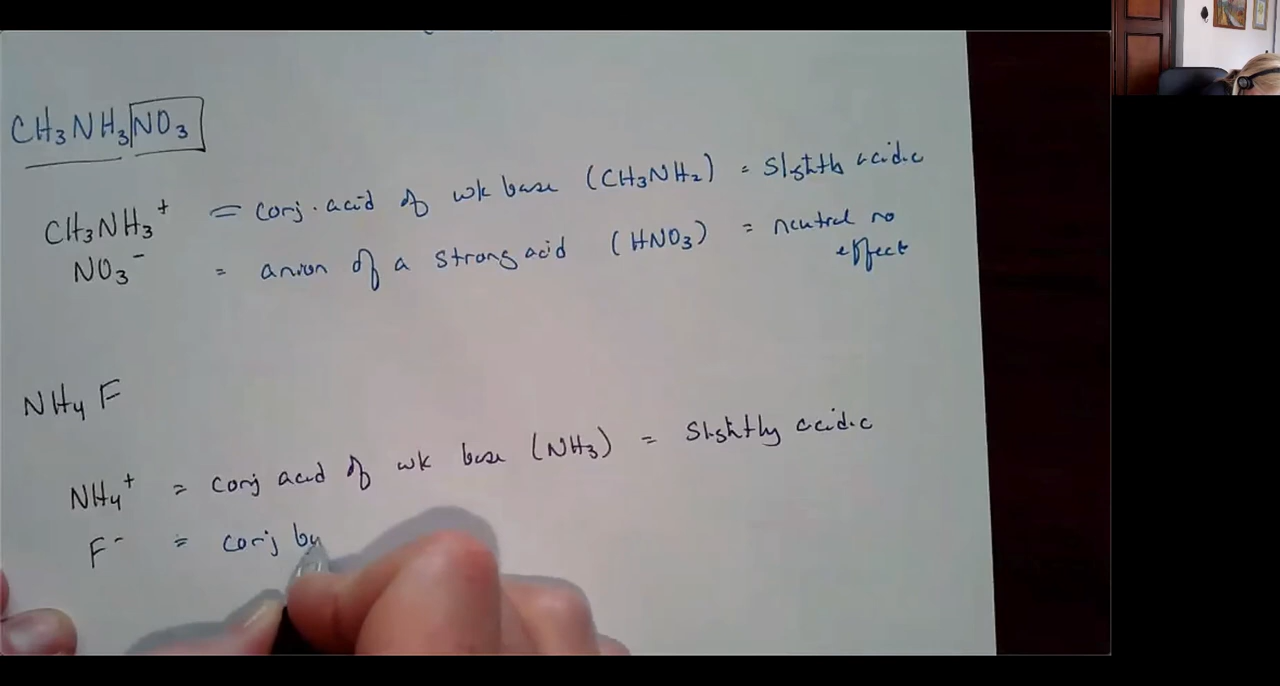 CH₃NH₃NO₃
CH₃NH₃⁺ = conj. acid of wk base (CH₃NH₂) = slightly acidic
NO₃⁻ = anion of a strong acid (HNO₃) = neutral no
effect
NH₄F
NH₄⁺ = conj acid of wk base (NH₃) = slightly acidic
F⁻ = conj